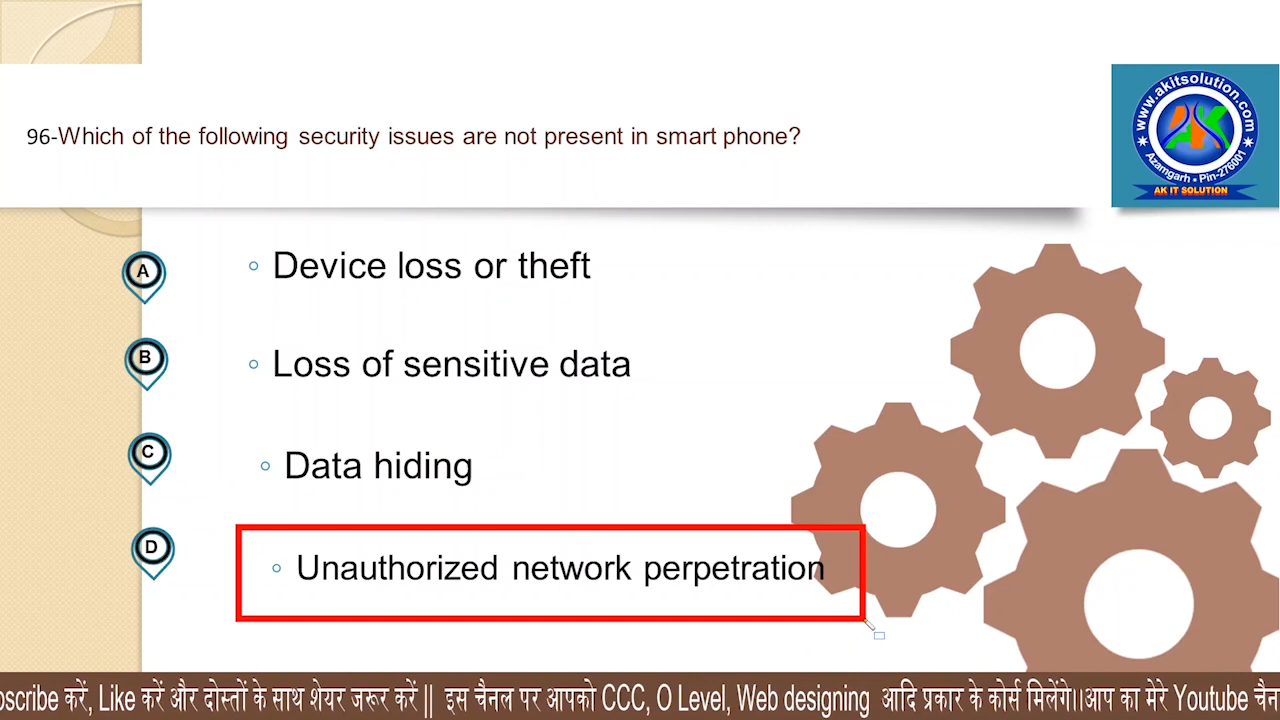 www.akitsolution.com
Azamgarh • Pin-276001
AK IT SOLUTION
96-Which of the following security issues are not present in smart phone?
A
Device loss or theft
B
Loss of sensitive data
C
Data hiding
D
Unauthorized network perpetration
bscribe करें, Like करें और दोस्तों के साथ शेयर जरूर करें || इस चैनल पर आपको CCC, O Level, Web designing आदि प्रकार के कोर्स मिलेंगे।।आप का मेरे Youtube चैन